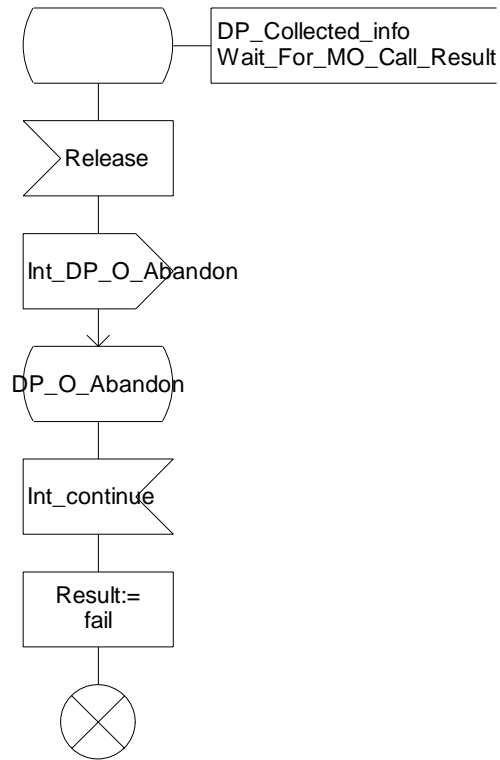 DP_Collected_info
Wait_For_MO_Call_Result
Release
Int_DP_O_Abandon
DP_O_Abandon
Int_continue
Result:=
fail